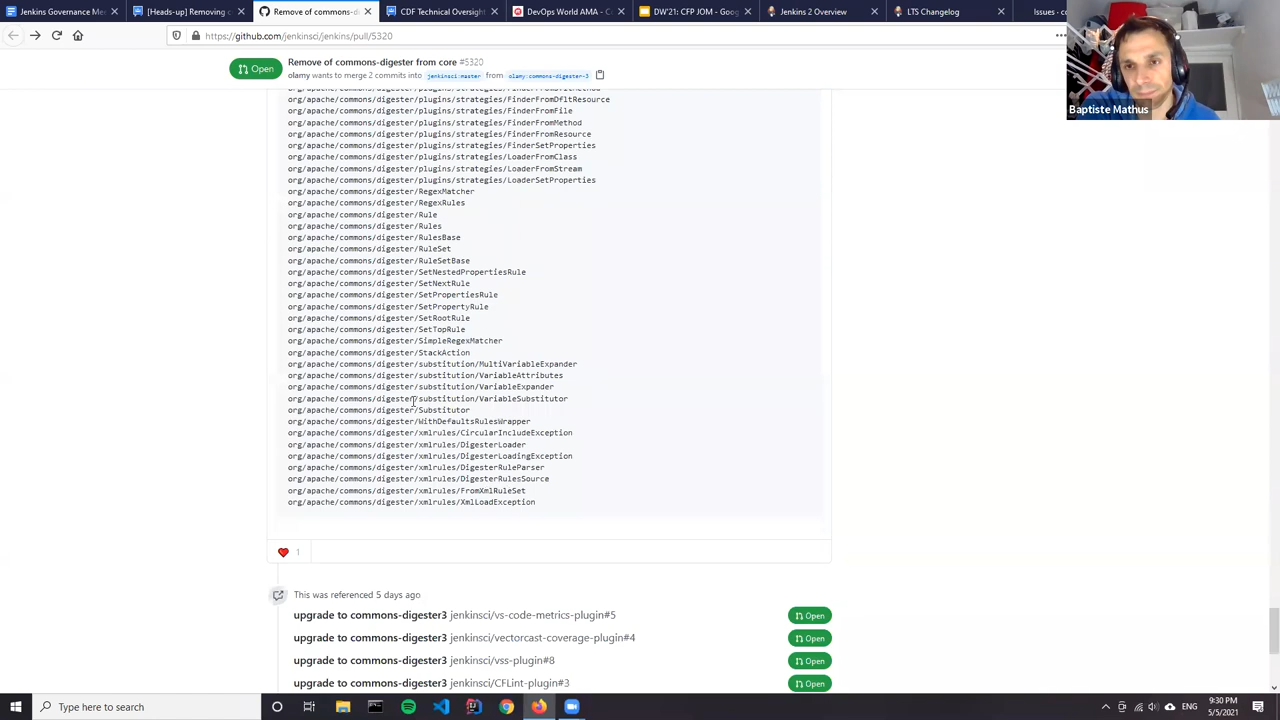 Jenkins Governance Mee
[Heads-up] Removing co
Remove of commons-di
CDF Technical Oversight
DevOps World AMA - Co
DW'21: CFP JOM - Goog
Jenkins 2 Overview
LTS Changelog
Issues · co
https://github.com/jenkinsci/jenkins/pull/5320
Baptiste Mathus
Open
Remove of commons-digester from core #5320
olamy wants to merge 2 commits into jenkinsci:master from olamy:commons-digester-3
org/apache/commons/digester/plugins/strategies/FinderFromDfltResource
org/apache/commons/digester/plugins/strategies/FinderFromFile
org/apache/commons/digester/plugins/strategies/FinderFromMethod
org/apache/commons/digester/plugins/strategies/FinderFromResource
org/apache/commons/digester/plugins/strategies/FinderSetProperties
org/apache/commons/digester/plugins/strategies/LoaderFromClass
org/apache/commons/digester/plugins/strategies/LoaderFromStream
org/apache/commons/digester/plugins/strategies/LoaderSetProperties
org/apache/commons/digester/RegexMatcher
org/apache/commons/digester/RegexRules
org/apache/commons/digester/Rule
org/apache/commons/digester/Rules
org/apache/commons/digester/RulesBase
org/apache/commons/digester/RuleSet
org/apache/commons/digester/RuleSetBase
org/apache/commons/digester/SetNestedPropertiesRule
org/apache/commons/digester/SetNextRule
org/apache/commons/digester/SetPropertiesRule
org/apache/commons/digester/SetPropertyRule
org/apache/commons/digester/SetRootRule
org/apache/commons/digester/SetTopRule
org/apache/commons/digester/SimpleRegexMatcher
org/apache/commons/digester/StackAction
org/apache/commons/digester/substitution/MultiVariableExpander
org/apache/commons/digester/substitution/VariableAttributes
org/apache/commons/digester/substitution/VariableExpander
org/apache/commons/digester/substitution/VariableSubstitutor
org/apache/commons/digester/Substitutor
org/apache/commons/digester/WithDefaultsRulesWrapper
org/apache/commons/digester/xmlrules/CircularIncludeException
org/apache/commons/digester/xmlrules/DigesterLoader
org/apache/commons/digester/xmlrules/DigesterLoadingException
org/apache/commons/digester/xmlrules/DigesterRuleParser
org/apache/commons/digester/xmlrules/DigesterRulesSource
org/apache/commons/digester/xmlrules/FromXmlRuleSet
org/apache/commons/digester/xmlrules/XmlLoadException
1
This was referenced 5 days ago
upgrade to commons-digester3 jenkinsci/vs-code-metrics-plugin#5
Open
upgrade to commons-digester3 jenkinsci/vectorcast-coverage-plugin#4
Open
upgrade to commons-digester3 jenkinsci/vss-plugin#8
Open
upgrade to commons-digester3 jenkinsci/CFLint-plugin#3
Open
Type here to search
9:30 PM
5/5/2021